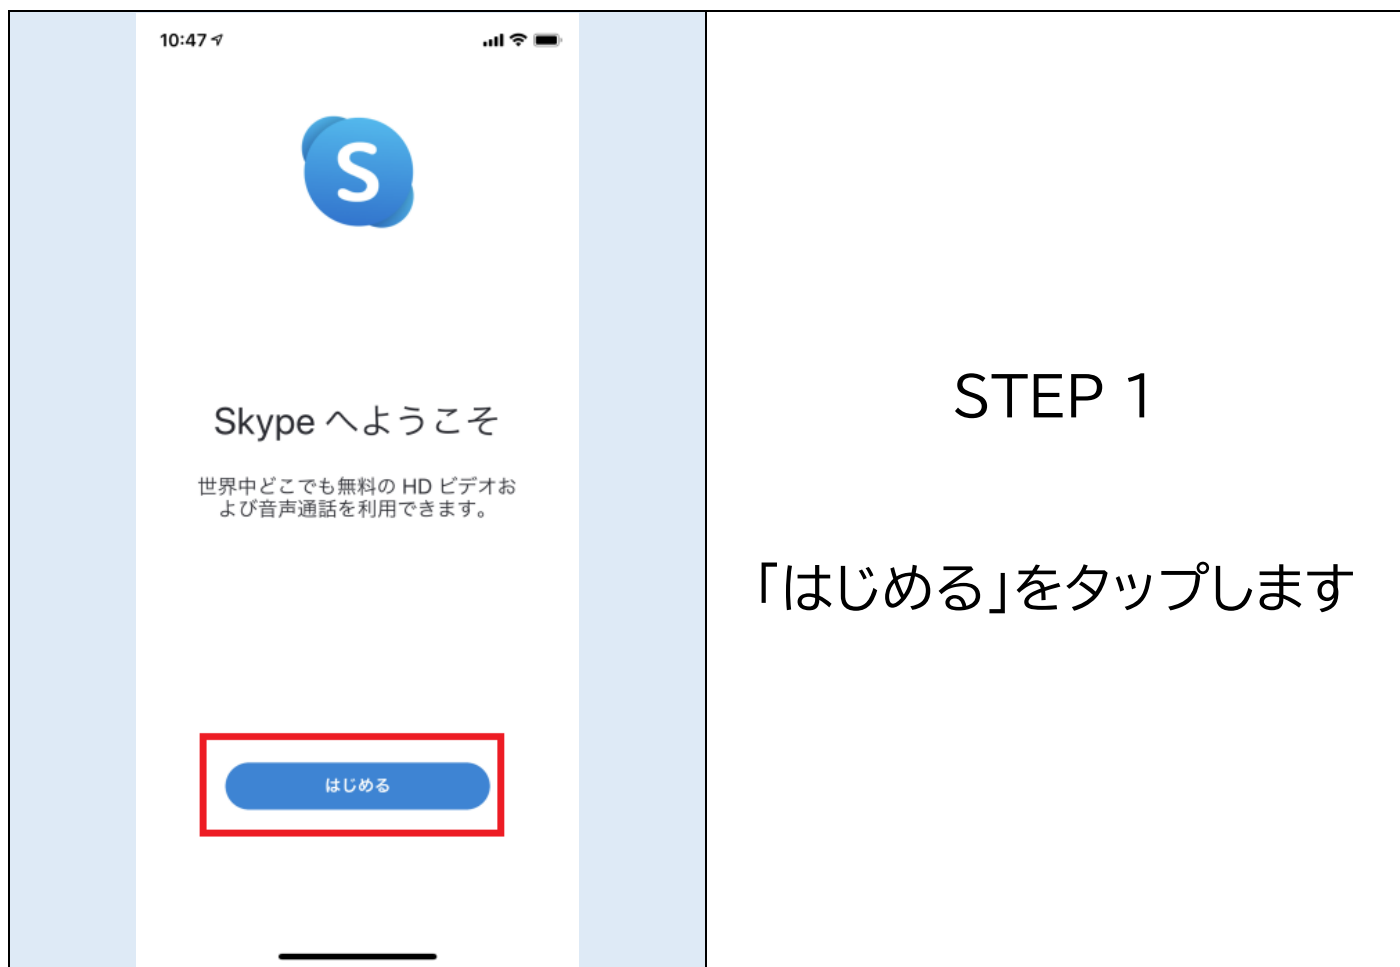 10:47
S
Skype へようこそ
世界中どこでも無料の HD ビデオお
よび音声通話を利用できます。
はじめる
STEP 1
「はじめる」をタップします